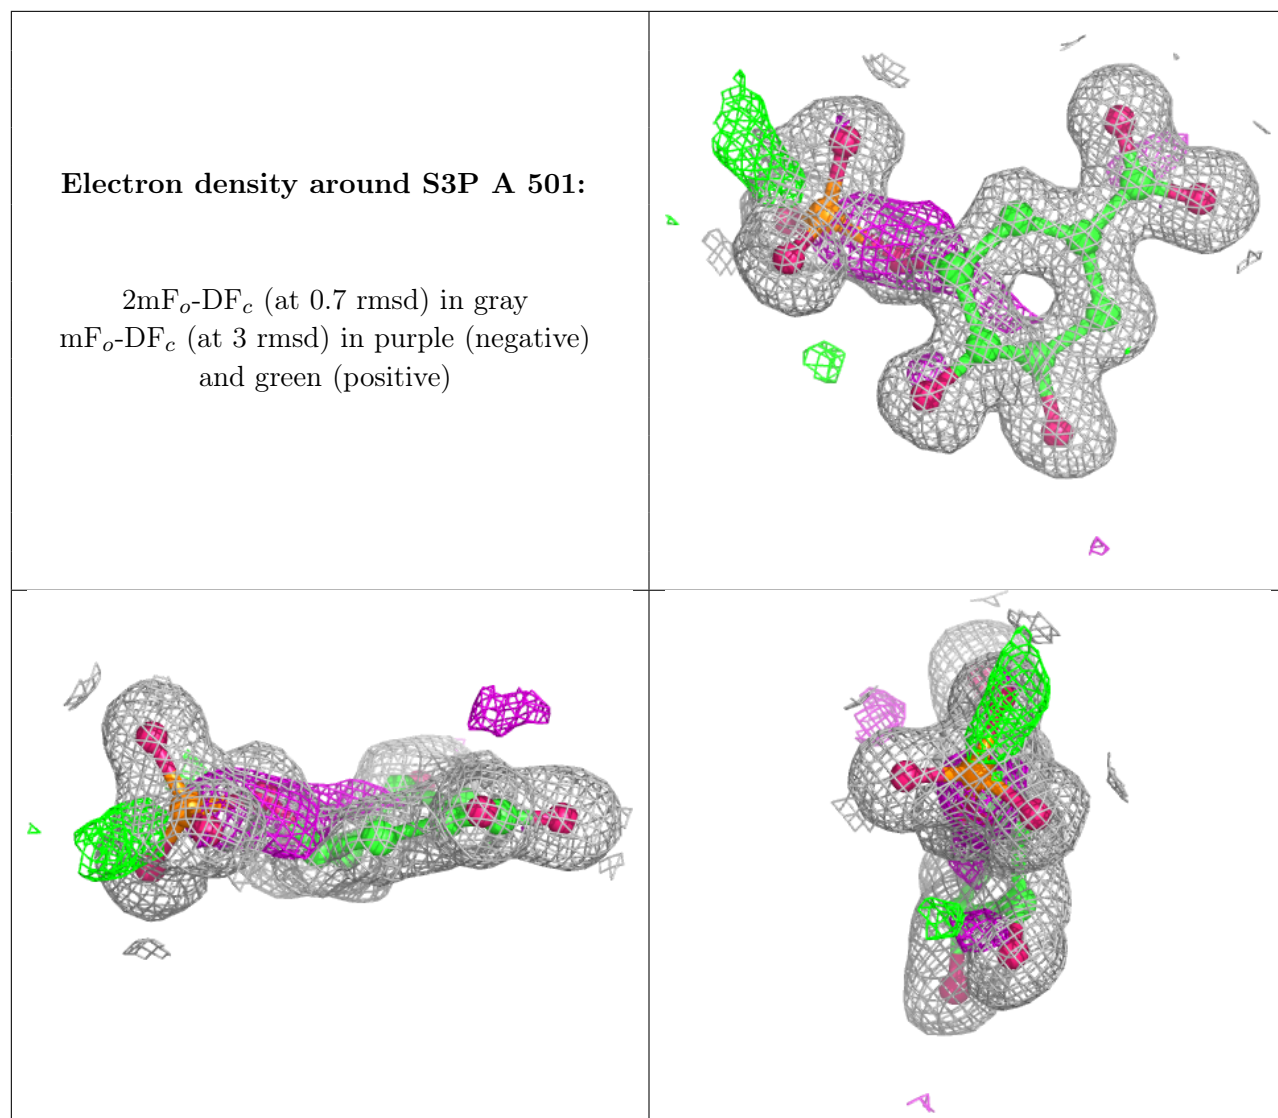 Electron density around S3P A 501:
2mFo-DFc (at 0.7 rmsd) in gray
mFo-DFc (at 3 rmsd) in purple (negative)
and green (positive)